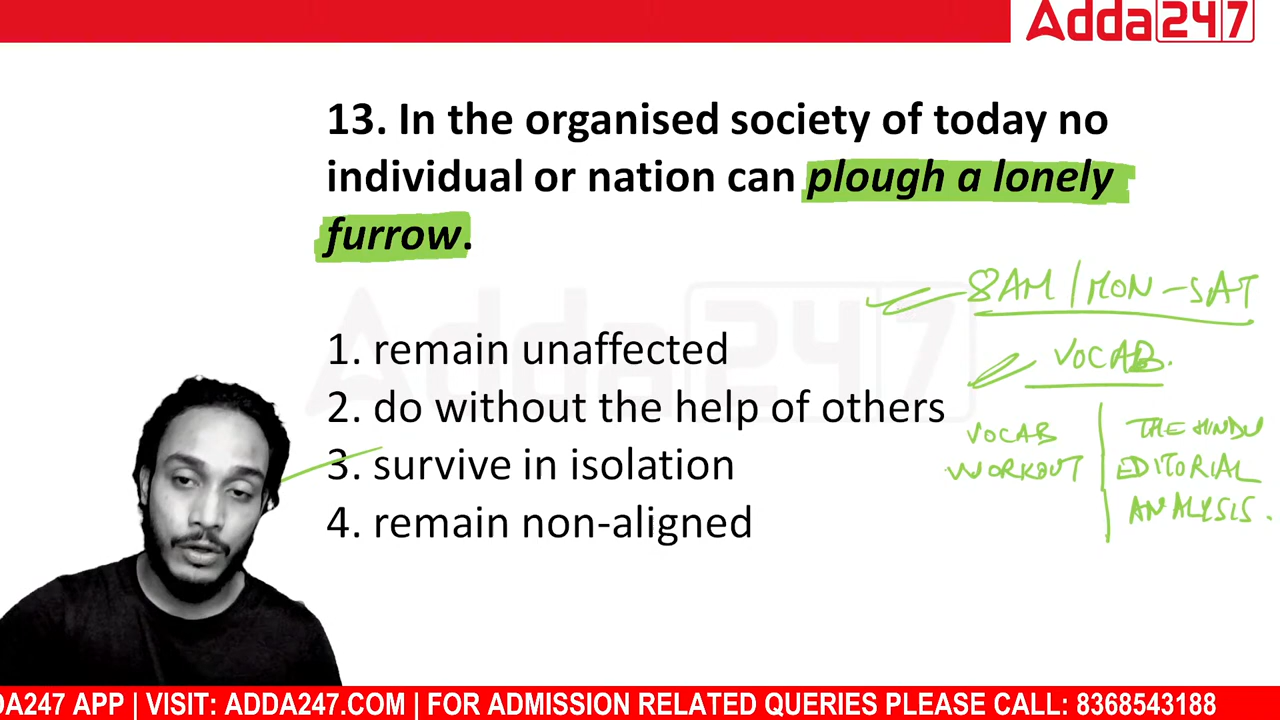 Adda247
13. In the organised society of today no
individual or nation can plough a lonely
furrow.
8AM / MON - SAT
1. remain unaffected
VOCAB.
2. do without the help of others
VOCAB
WORKOUT
THE HINDU
EDITORIAL
ANALYSIS.
3. survive in isolation
4. remain non-aligned
Adda247
DA247 APP | VISIT: ADDA247.COM | FOR ADMISSION RELATED QUERIES PLEASE CALL: 8368543188